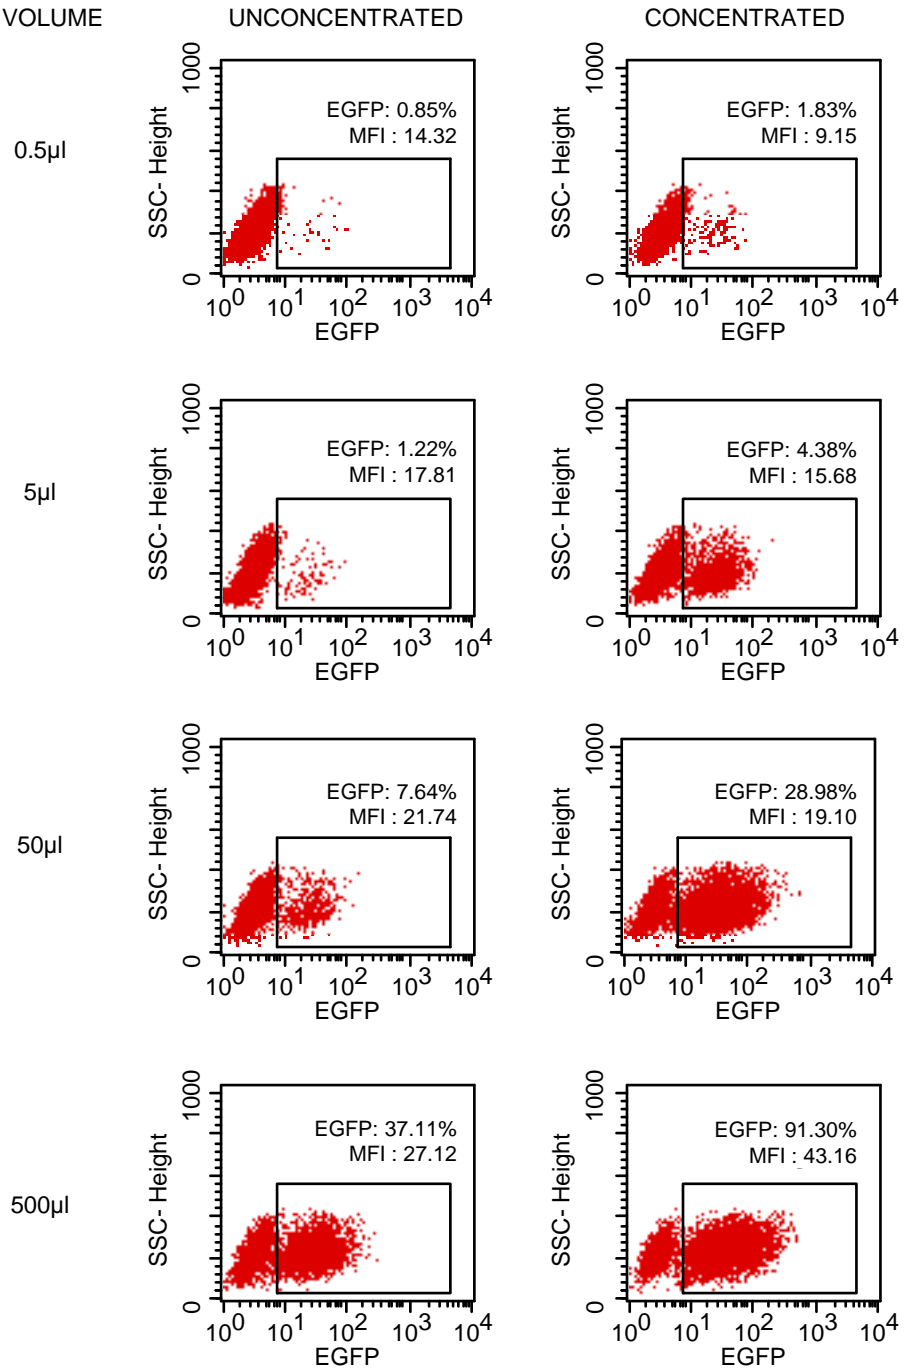 VOLUME UNCONCENTRATED CONCENTRATED
0.5µl
1000
SSC- Height
0
EGFP: 0.85%
MFI : 14.32
10^0 10^1 10^2 10^3 10^4
EGFP
1000
SSC- Height
0
EGFP: 1.83%
MFI : 9.15
10^0 10^1 10^2 10^3 10^4
EGFP
5µl
1000
SSC- Height
0
EGFP: 1.22%
MFI : 17.81
10^0 10^1 10^2 10^3 10^4
EGFP
1000
SSC- Height
0
EGFP: 4.38%
MFI : 15.68
10^0 10^1 10^2 10^3 10^4
EGFP
50µl
1000
SSC- Height
0
EGFP: 7.64%
MFI : 21.74
10^0 10^1 10^2 10^3 10^4
EGFP
1000
SSC- Height
0
EGFP: 28.98%
MFI : 19.10
10^0 10^1 10^2 10^3 10^4
EGFP
500µl
1000
SSC- Height
0
EGFP: 37.11%
MFI : 27.12
10^0 10^1 10^2 10^3 10^4
EGFP
1000
SSC- Height
0
EGFP: 91.30%
MFI : 43.16
10^0 10^1 10^2 10^3 10^4
EGFP